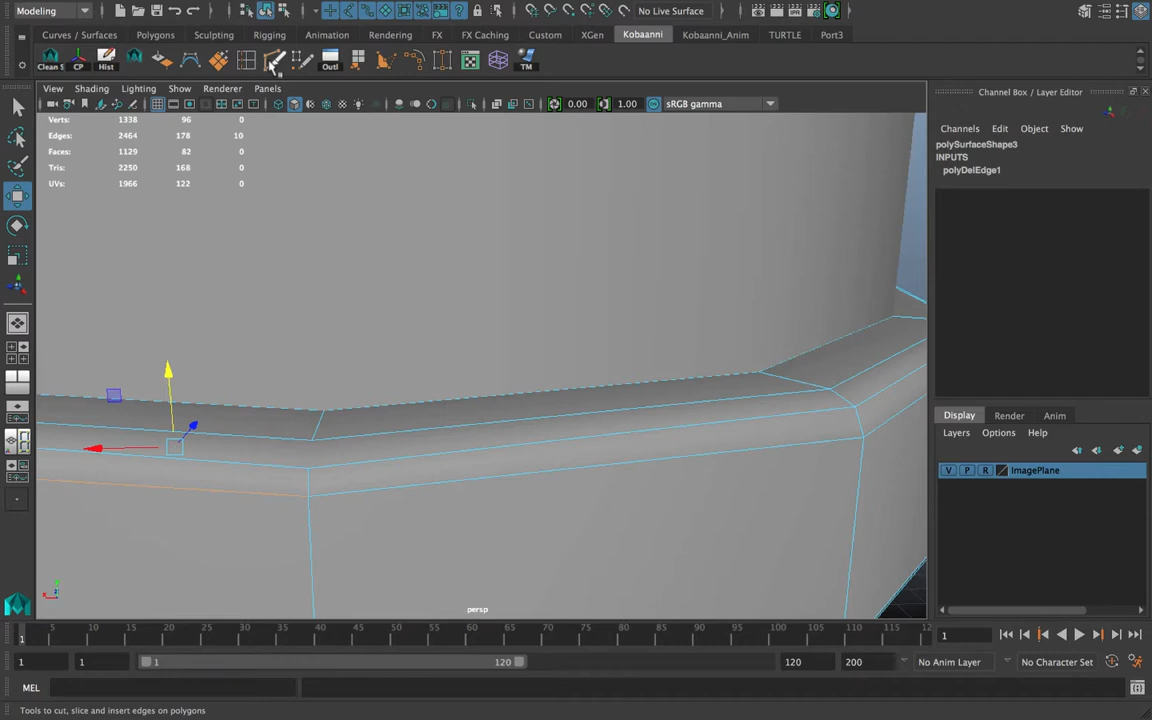 Modeling
No Live Surface
Curves / Surfaces Polygons Sculpting Rigging Animation Rendering FX FX Caching Custom XGen Kobaanni Kobaanni_Anim TURTLE Port3
Clean S CP Hist Outl TM
View Shading Lighting Show Renderer Panels
0.00 1.00 sRGB gamma
Verts: 1338 96 0
Edges: 2464 178 10
Faces: 1129 82 0
Tris: 2250 168 0
UVs: 1966 122 0
persp
Channel Box / Layer Editor
Channels Edit Object Show
polySurfaceShape3
INPUTS
polyDelEdge1
Display Render Anim
Layers Options Help
V P R ImagePlane
5 10 15 20 25 30 35 40 45 50 55 60 65 70 75 80 85 90 95 100 105 110 115 12
1
1
1 1 1 120 120 200 No Anim Layer No Character Set
MEL
Tools to cut, slice and insert edges on polygons